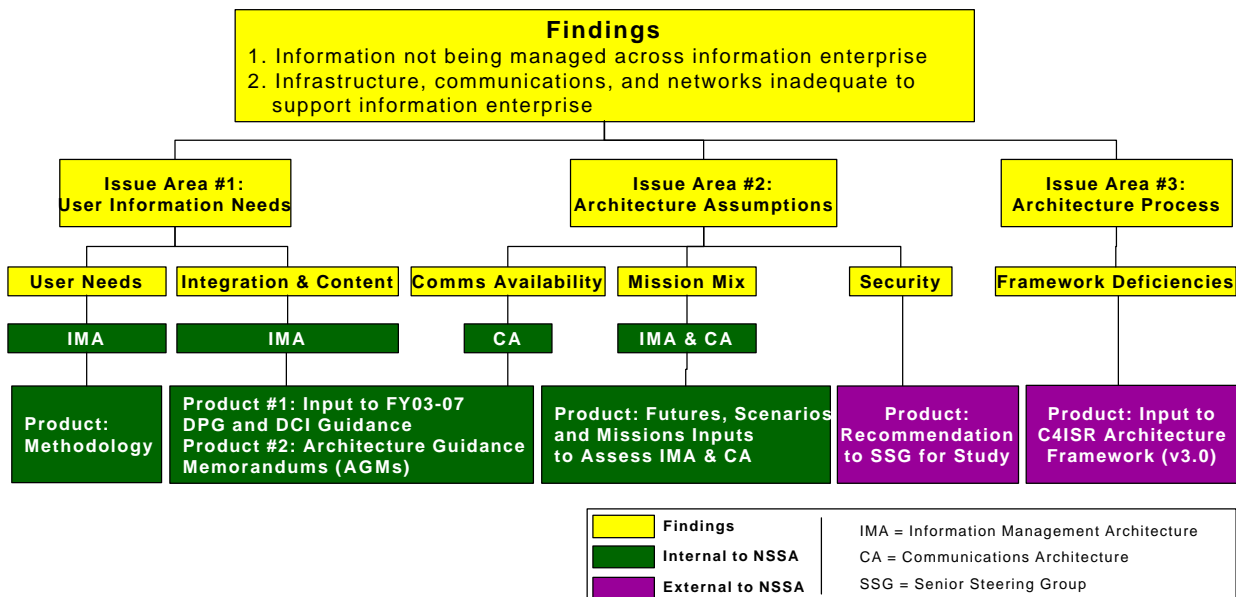 Findings
1. Information not being managed across information enterprise
2. Infrastructure, communications, and networks inadequate to
support information enterprise
Issue Area #1:
User Information Needs
Issue Area #2:
Architecture Assumptions
Issue Area #3:
Architecture Process
User Needs
Integration & Content
Comms Availability
Mission Mix
Security
Framework Deficiencies
IMA
IMA
CA
IMA & CA
Product:
Methodology
Product #1: Input to FY03-07
DPG and DCI Guidance
Product #2: Architecture Guidance
Memorandums (AGMs)
Product: Futures, Scenarios
and Missions Inputs
to Assess IMA & CA
Product:
Recommendation
to SSG for Study
Product: Input to
C4ISR Architecture
Framework (v3.0)
Findings
Internal to NSSA
External to NSSA
IMA = Information Management Architecture
CA = Communications Architecture
SSG = Senior Steering Group